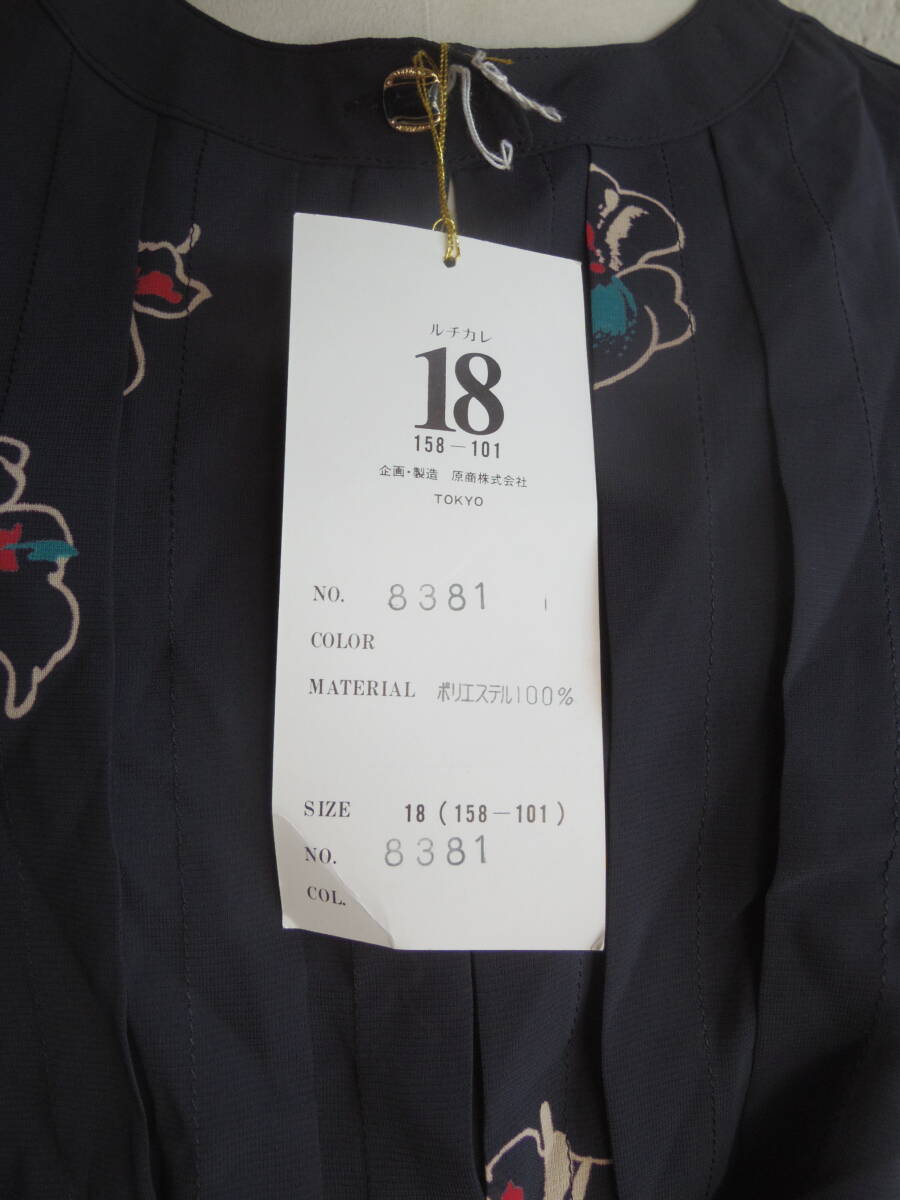 ルチカレ
18
158-101
企画・製造 原商株式会社
TOKYO
NO. 8381
COLOR
MATERIAL ポリエステル100%
SIZE 18(158-101)
NO. 8381
COL.